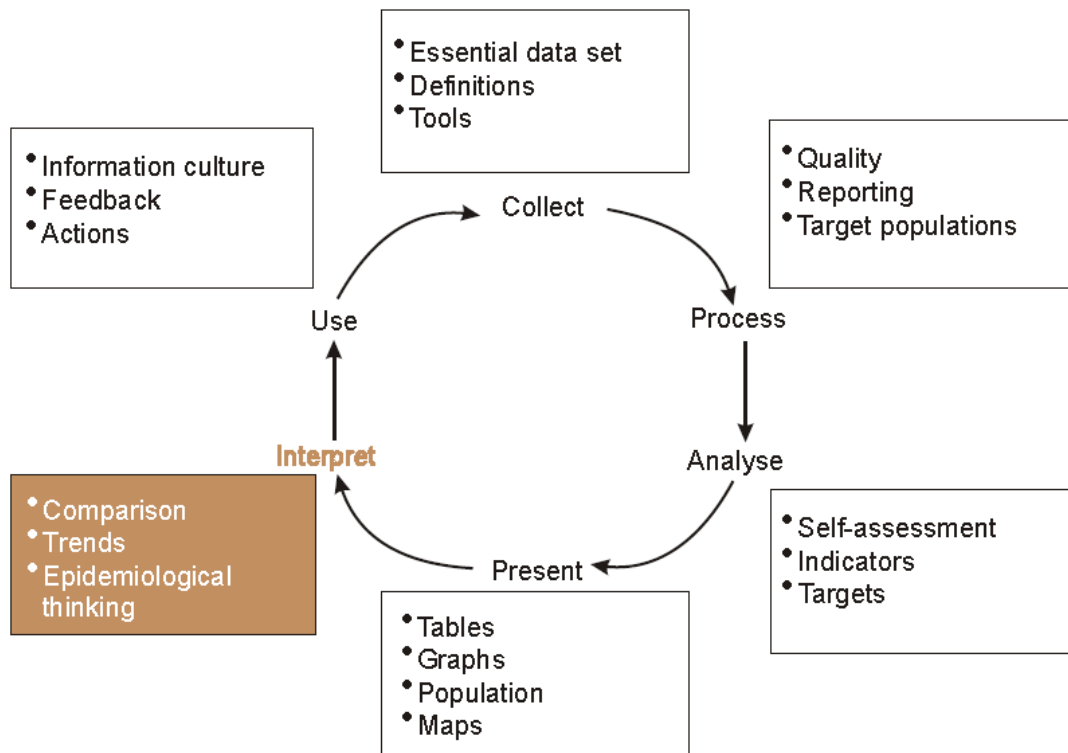 • Essential data set
• Definitions
• Tools
Collect
• Quality
• Reporting
• Target populations
Process
Analyse
• Self-assessment
• Indicators
• Targets
Present
• Tables
• Graphs
• Population
• Maps
Interpret
• Comparison
• Trends
• Epidemiological
thinking
Use
• Information culture
• Feedback
• Actions